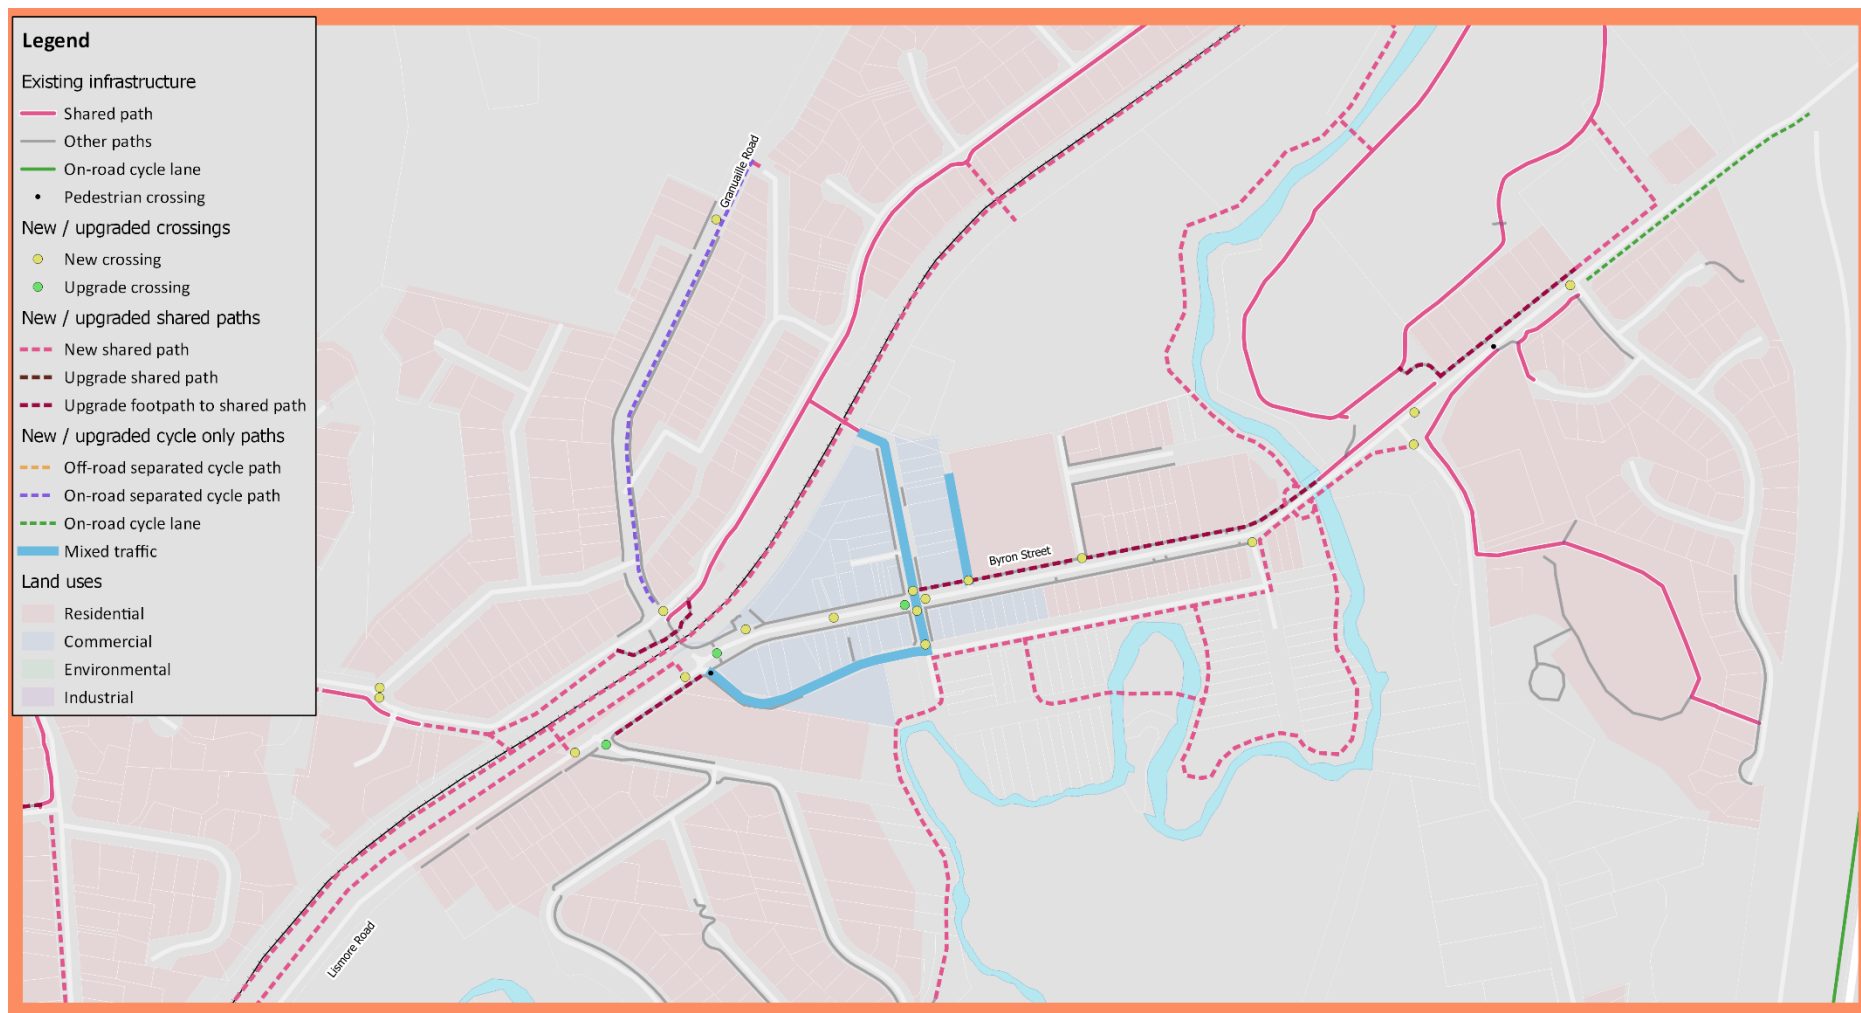 Legend
Existing infrastructure
Shared path
Other paths
On-road cycle lane
Pedestrian crossing
New / upgraded crossings
New crossing
Upgrade crossing
New / upgraded shared paths
New shared path
Upgrade shared path
Upgrade footpath to shared path
New / upgraded cycle only paths
Off-road separated cycle path
On-road separated cycle path
On-road cycle lane
Mixed traffic
Land uses
Residential
Commercial
Environmental
Industrial
Granuaille Road
Byron Street
Lismore Road